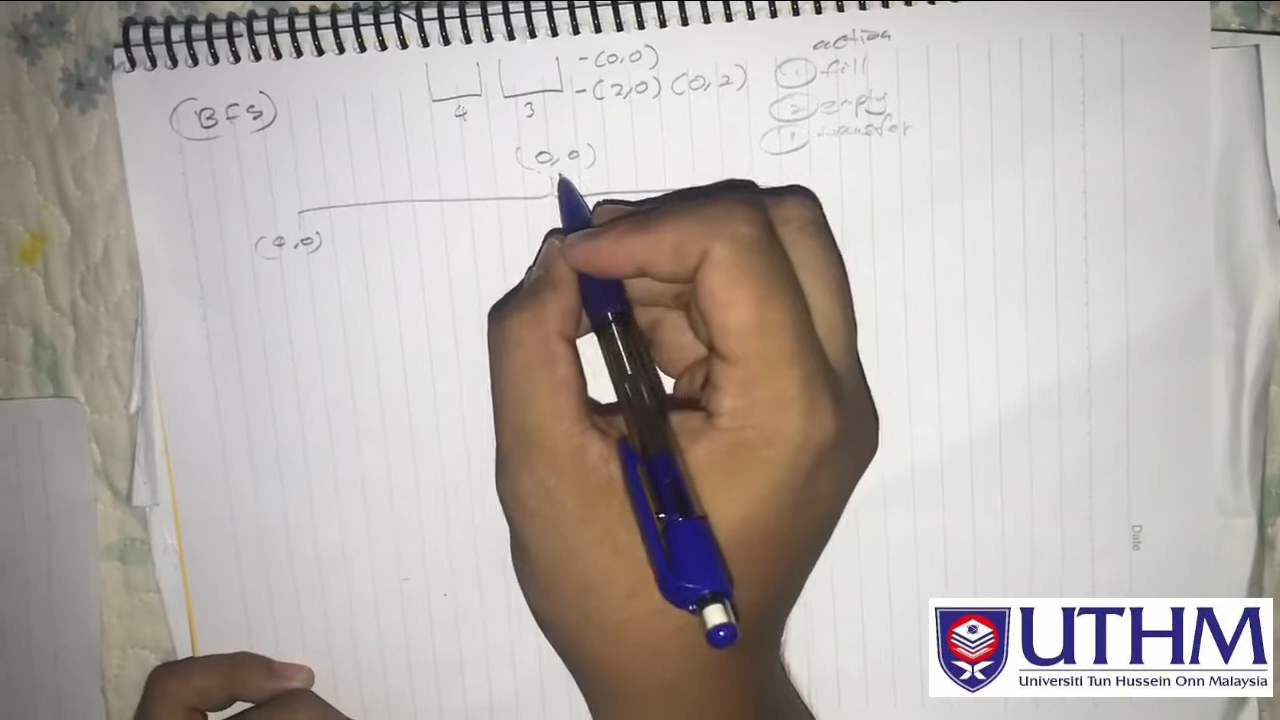 (BFS)
4 3
-(0,0)
-(2,0) (0,2)
action
① fill
② empty
transfer
(0,0)
(4,0)
Date
UTHM
Universiti Tun Hussein Onn Malaysia